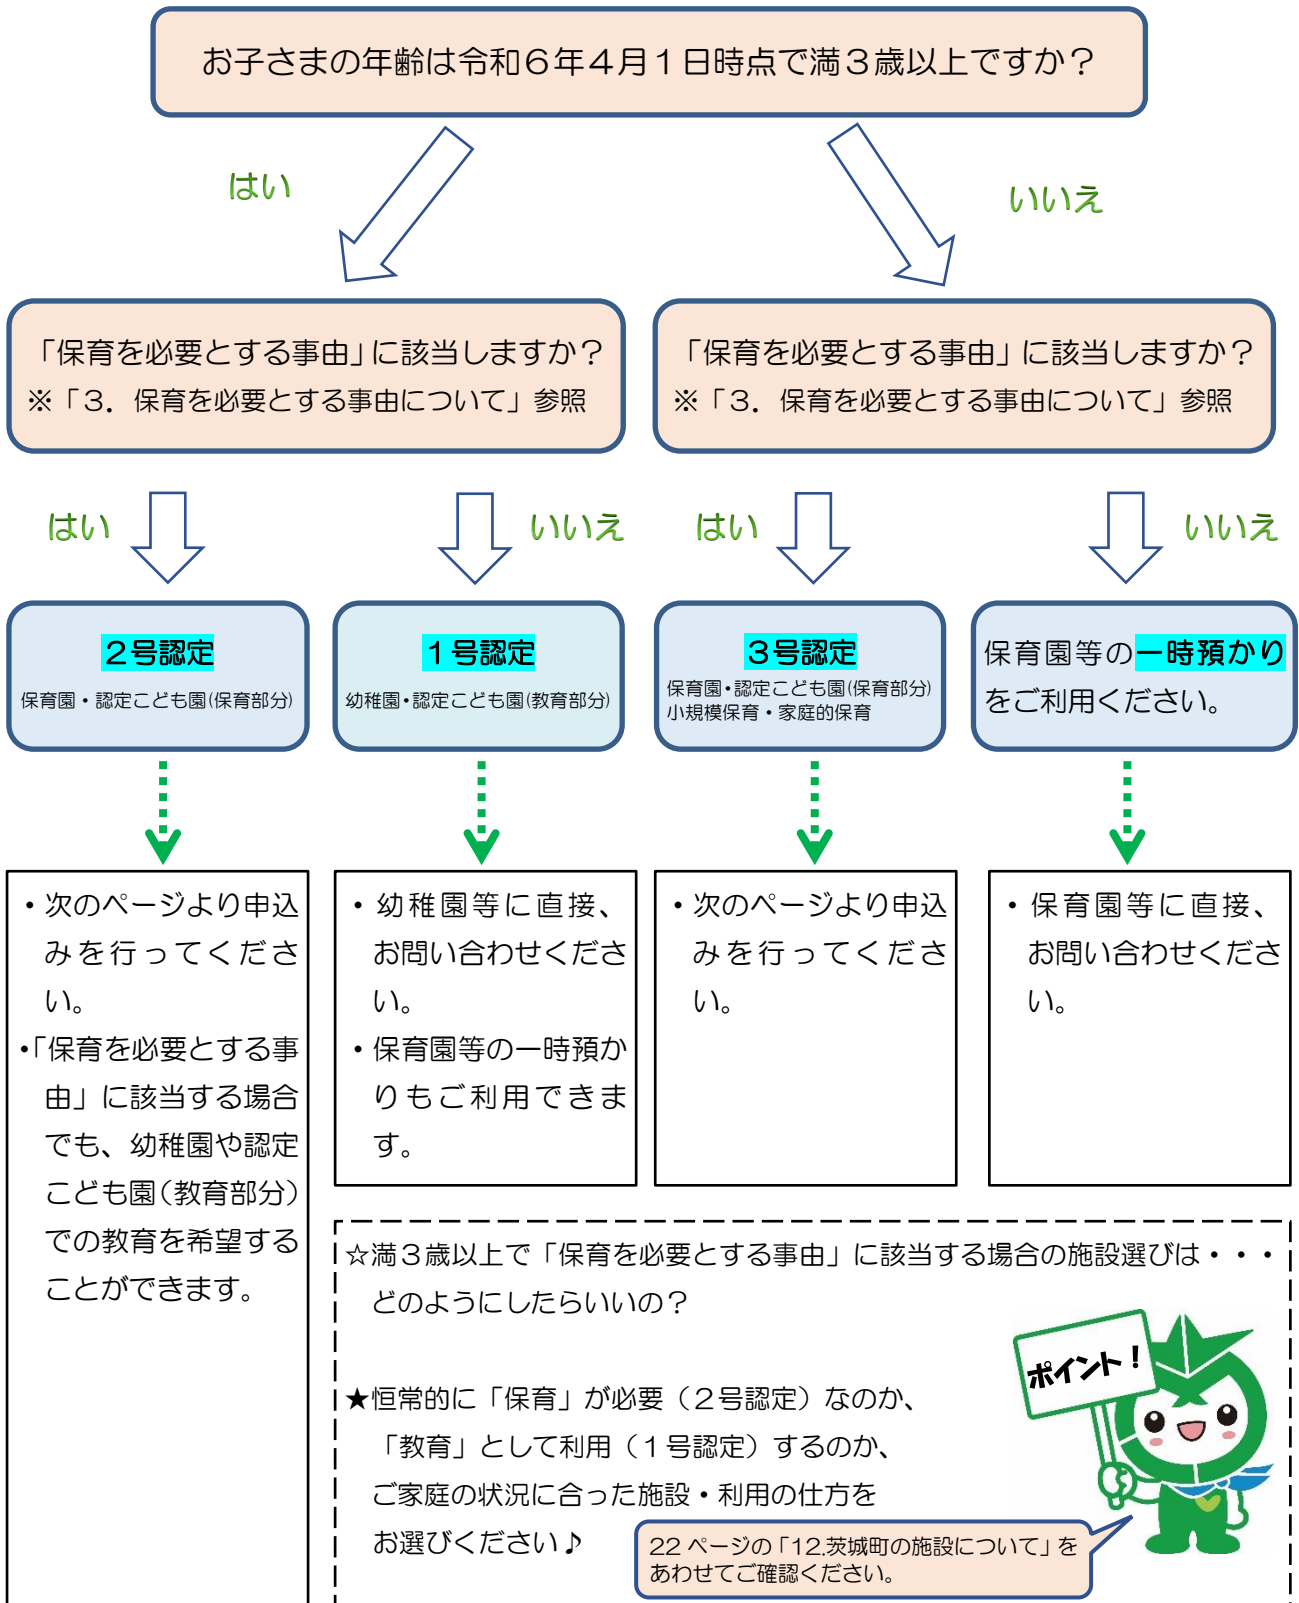 お子さまの年齢は令和６年４月１日時点で満３歳以上ですか？
はい
いいえ
「保育を必要とする事由」に該当しますか？
※「３．保育を必要とする事由について」参照
「保育を必要とする事由」に該当しますか？
※「３．保育を必要とする事由について」参照
はい
いいえ
はい
いいえ
２号認定
保育園・認定こども園(保育部分)
１号認定
幼稚園・認定こども園(教育部分)
３号認定
保育園・認定こども園(保育部分)
小規模保育・家庭的保育
保育園等の一時預かり
をご利用ください。
・次のページより申込
みを行ってくださ
い。
・「保育を必要とする事
由」に該当する場合
でも、幼稚園や認定
こども園（教育部分）
での教育を希望する
ことができます。
・幼稚園等に直接、
お問い合わせくださ
い。
・保育園等の一時預か
りもご利用できま
す。
・次のページより申込
みを行ってくださ
い。
・保育園等に直接、
お問い合わせくださ
い。
☆満３歳以上で「保育を必要とする事由」に該当する場合の施設選びは・・・
どのようにしたらいいの？
★恒常的に「保育」が必要（２号認定）なのか、
「教育」として利用（１号認定）するのか、
ご家庭の状況に合った施設・利用の仕方を
お選びください♪
ポイント！
22 ページの「12.茨城町の施設について」を
あわせてご確認ください。